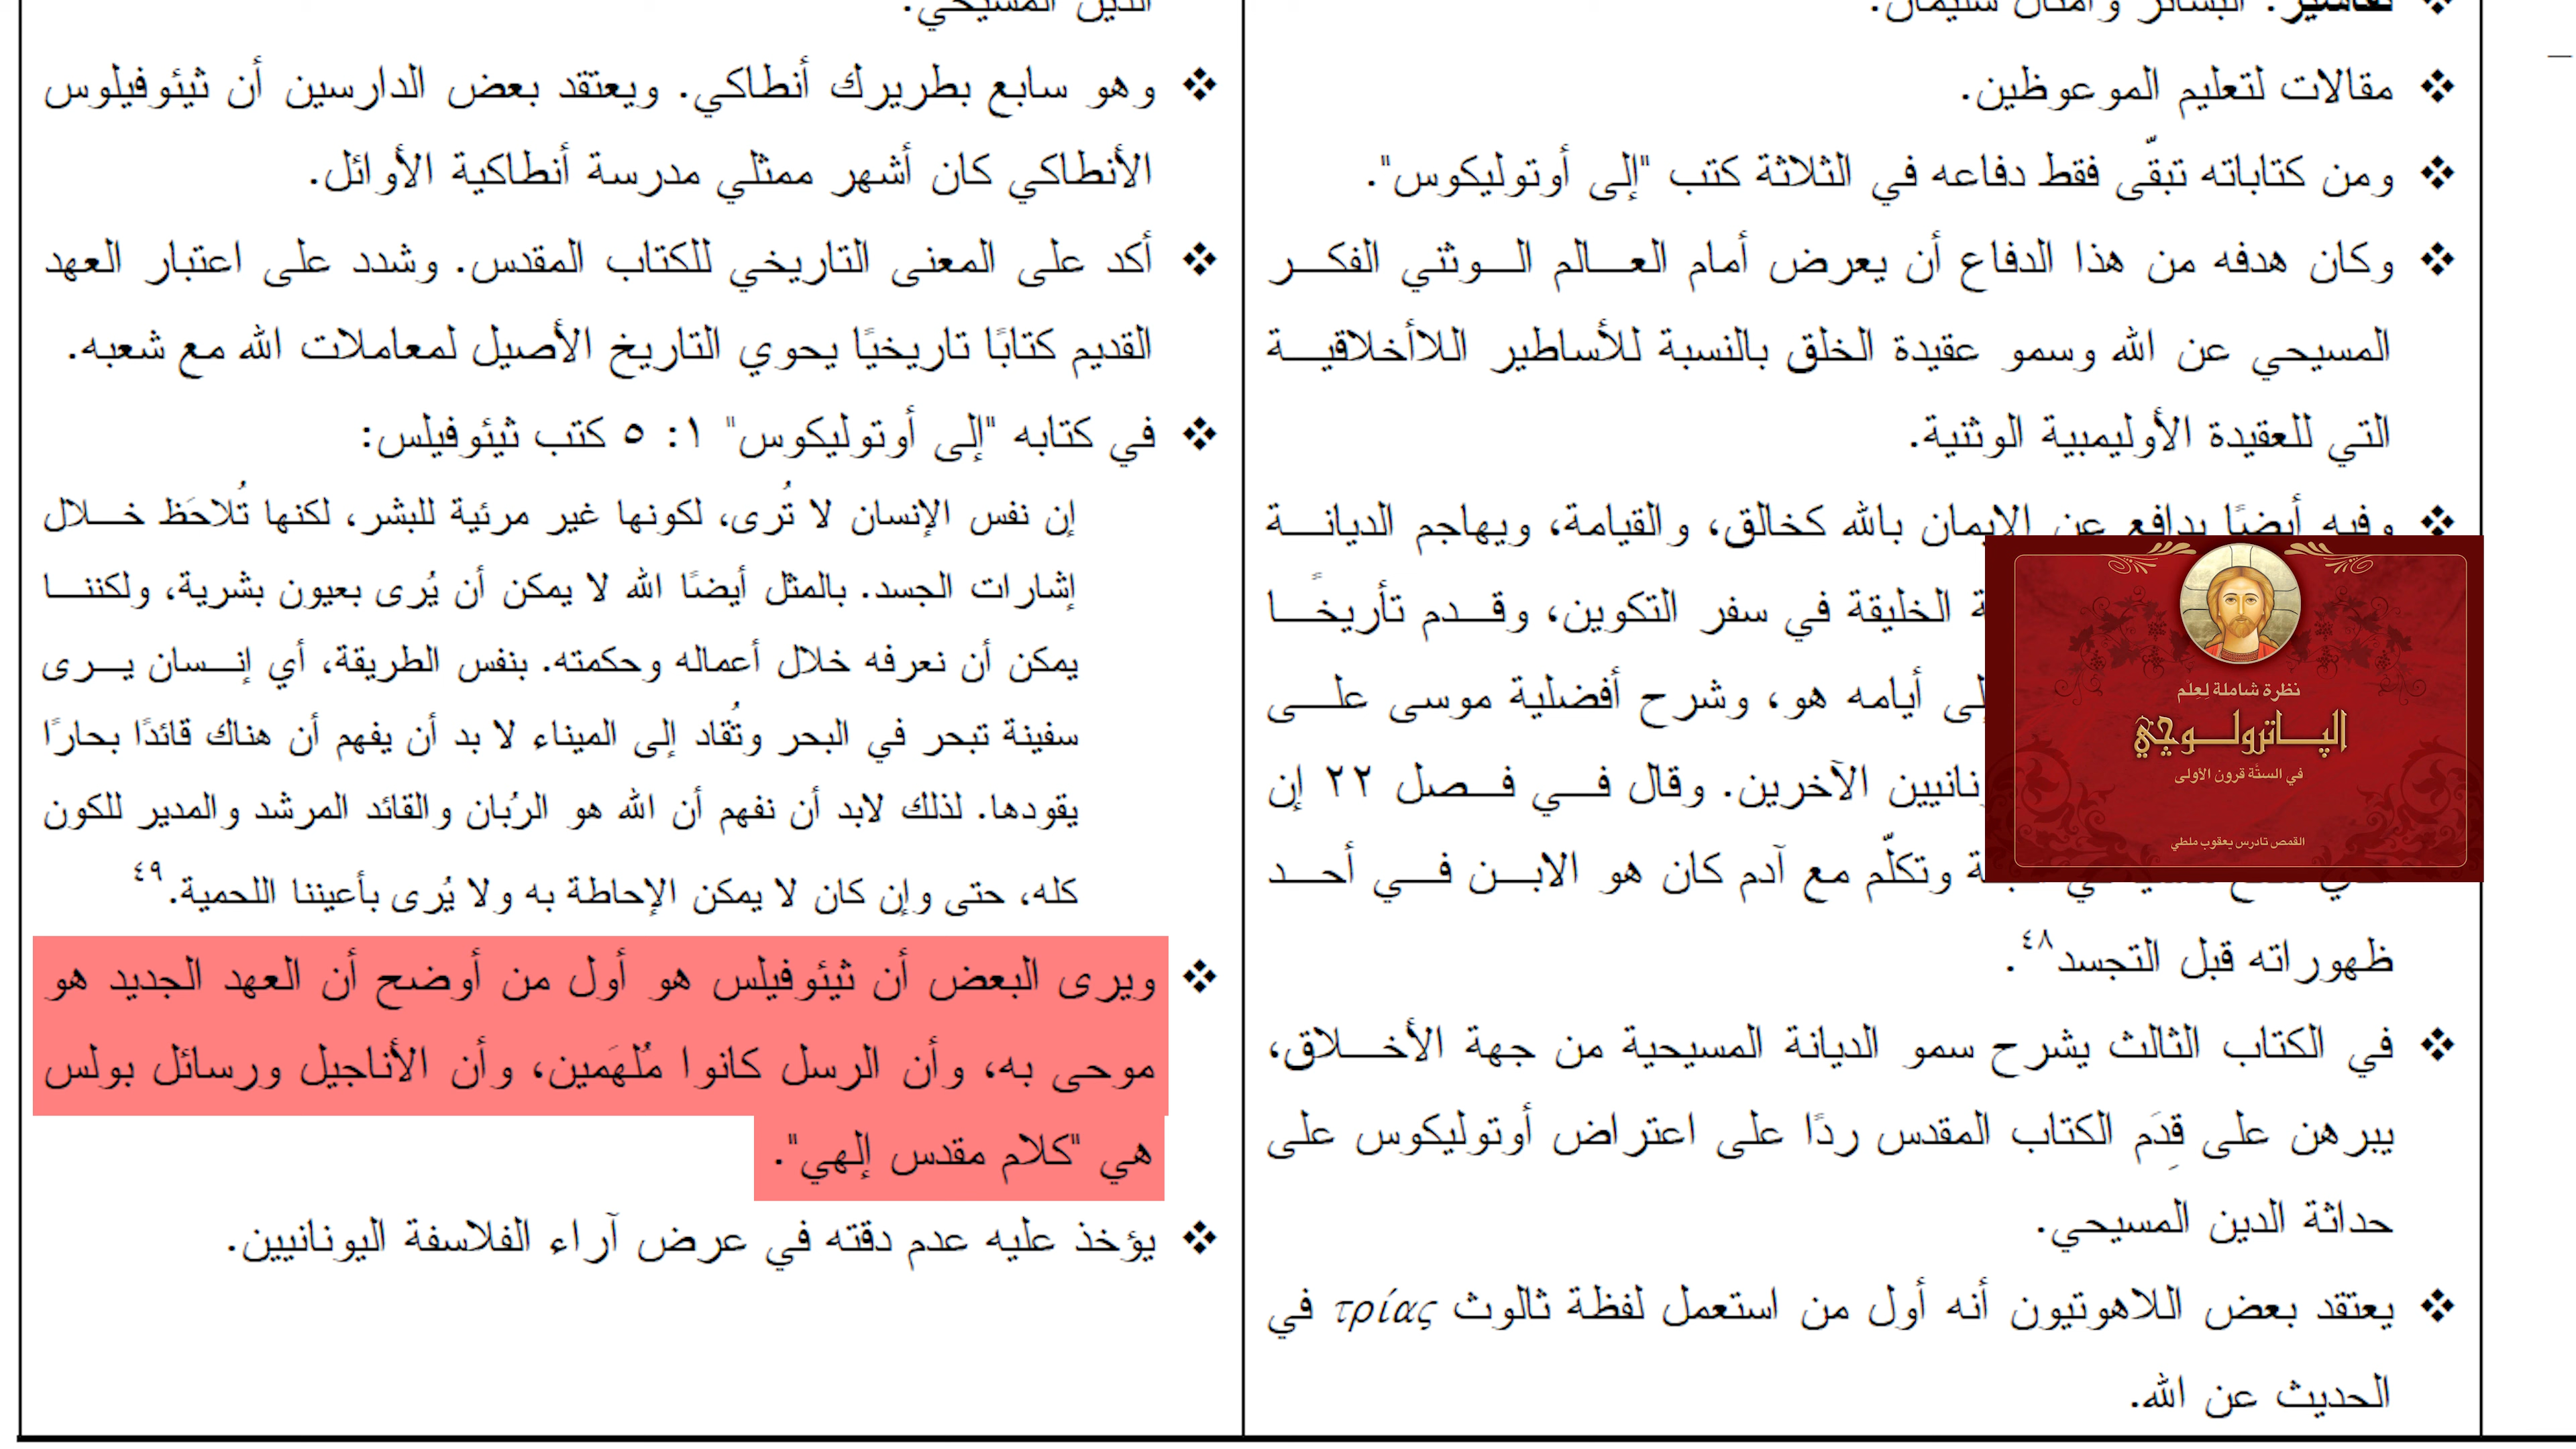 ❖ مقالات لتعليم الموعوظين.
❖ ومن كتاباته تبقّى فقط دفاعه في الثلاثة كتب "إلى أوتوليكوس".
❖ وكان هدفه من هذا الدفاع أن يعرض أمام العالم الوثتي الفكر
المسيحي عن الله وسمو عقيدة الخلق بالنسبة للأساطير اللاأخلاقية
التي للعقيدة الأوليمبية الوثنية.
❖ وفيه أيضًا يدافع عن الإيمان بالله كخالق، والقيامة، ويهاجم الديانة
الخليقة في سفر التكوين، وقدم تأريخًا
أيامه هو، وشرح أفضلية موسى على
الآخرين. وقال في فصل ٢٢ إن
وتكلّم مع آدم كان هو الابن في أحد
ظهوراته قبل التجسد٤٨.
❖ في الكتاب الثالث يشرح سمو الديانة المسيحية من جهة الأخلاق،
يبرهن على قِدَم الكتاب المقدس ردًا على اعتراض أوتوليكوس على
حداثة الدين المسيحي.
❖ يعتقد بعض اللاهوتيون أنه أول من استعمل لفظة ثالوث τρίας في
الحديث عن الله.
الدين المسيحي.
❖ وهو سابع بطريرك أنطاكي. ويعتقد بعض الدارسين أن ثيئوفيلوس
الأنطاكي كان أشهر ممثلي مدرسة أنطاكية الأوائل.
❖ أكد على المعنى التاريخي للكتاب المقدس. وشدد على اعتبار العهد
القديم كتابًا تاريخيًا يحوي التاريخ الأصيل لمعاملات الله مع شعبه.
❖ في كتابه "إلى أوتوليكوس" ١: ٥ كتب ثيئوفيلس:
إن نفس الإنسان لا تُرى، لكونها غير مرئية للبشر، لكنها تُلاحَظ خلال
إشارات الجسد. بالمثل أيضًا الله لا يمكن أن يُرى بعيون بشرية، ولكننا
يمكن أن نعرفه خلال أعماله وحكمته. بنفس الطريقة، أي إنسان يرى
سفينة تبحر في البحر وتُقاد إلى الميناء لا بد أن يفهم أن هناك قائدًا بحارًا
يقودها. لذلك لابد أن نفهم أن الله هو الرُبان والقائد المرشد والمدير للكون
كله، حتى وإن كان لا يمكن الإحاطة به ولا يُرى بأعيننا اللحمية.٤٩
❖ ويرى البعض أن ثيئوفيلس هو أول من أوضح أن العهد الجديد هو
موحى به، وأن الرسل كانوا مُلهَمين، وأن الأناجيل ورسائل بولس
هي "كلام مقدس إلهي".
❖ يؤخذ عليه عدم دقته في عرض آراء الفلاسفة اليونانيين.
نظرة شاملة لِعِلْم
الپاترولوچي
في الستّة قرون الأولى
القمص تادرس يعقوب ملطي